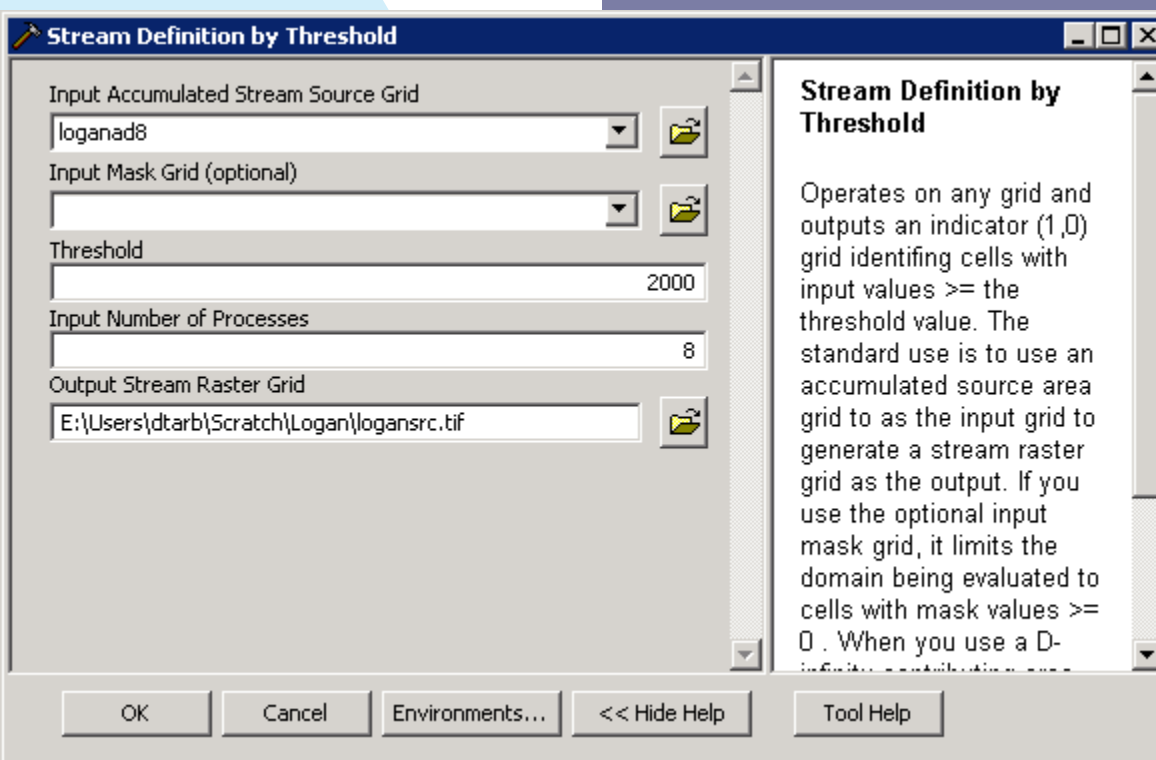 Stream Definition by Threshold
Input Accumulated Stream Source Grid
loganad8
Input Mask Grid (optional)
Threshold
2000
Input Number of Processes
8
Output Stream Raster Grid
E:\Users\dtarb\Scratch\Logan\logansrc.tif
OK
Cancel
Environments...
<< Hide Help
Stream Definition by
Threshold
Operates on any grid and
outputs an indicator (1,0)
grid identifing cells with
input values >= the
threshold value. The
standard use is to use an
accumulated source area
grid to as the input grid to
generate a stream raster
grid as the output. If you
use the optional input
mask grid, it limits the
domain being evaluated to
cells with mask values >=
0 . When you use a D-
Tool Help